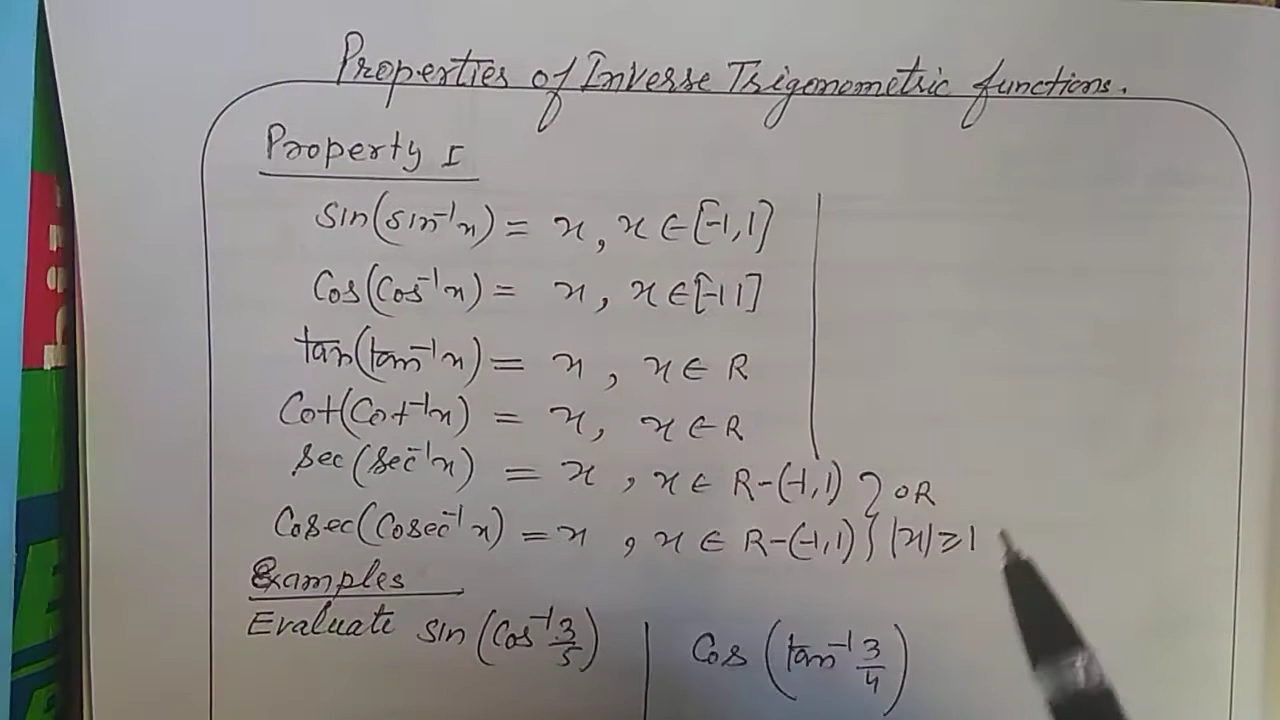 Properties of Inverse Trigonometric functions.
Property I
sin(sin⁻¹x) = x, x ∈ [-1,1]
Cos(Cos⁻¹x) = x, x ∈ [-1 1]
tan(tan⁻¹x) = x, x ∈ R
Cot(Cot⁻¹x) = x, x ∈ R
sec(sec⁻¹x) = x, x ∈ R-(-1,1) } OR
Cosec(Cosec⁻¹x) = x, x ∈ R-(-1,1) } |x| ≥ 1
Examples
Evaluate sin(Cos⁻¹ 3/5) | Cos(tan⁻¹ 3/4)